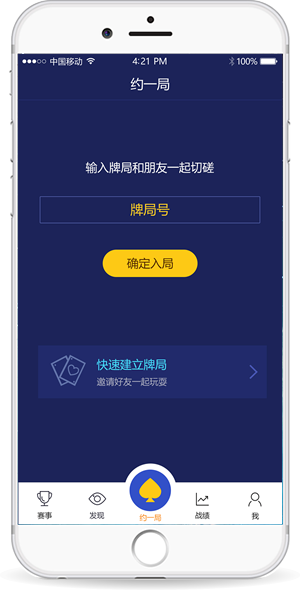 中国移动 4:21 PM 100%
约一局
输入牌局和朋友一起切磋
牌局号
确定入局
快速建立牌局
邀请好友一起玩耍
赛事 发现 约一局 战绩 我